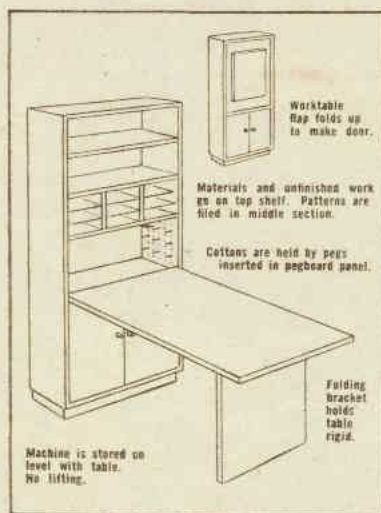 Worktable
flap folds up
to make door.
Materials and unfinished work
go on top shelf. Patterns are
filed in middle section.
Cottons are held by pegs
inserted in pegboard panel.
Folding
bracket
holds
table
rigid.
Machine is stored on
level with table.
No lifting.